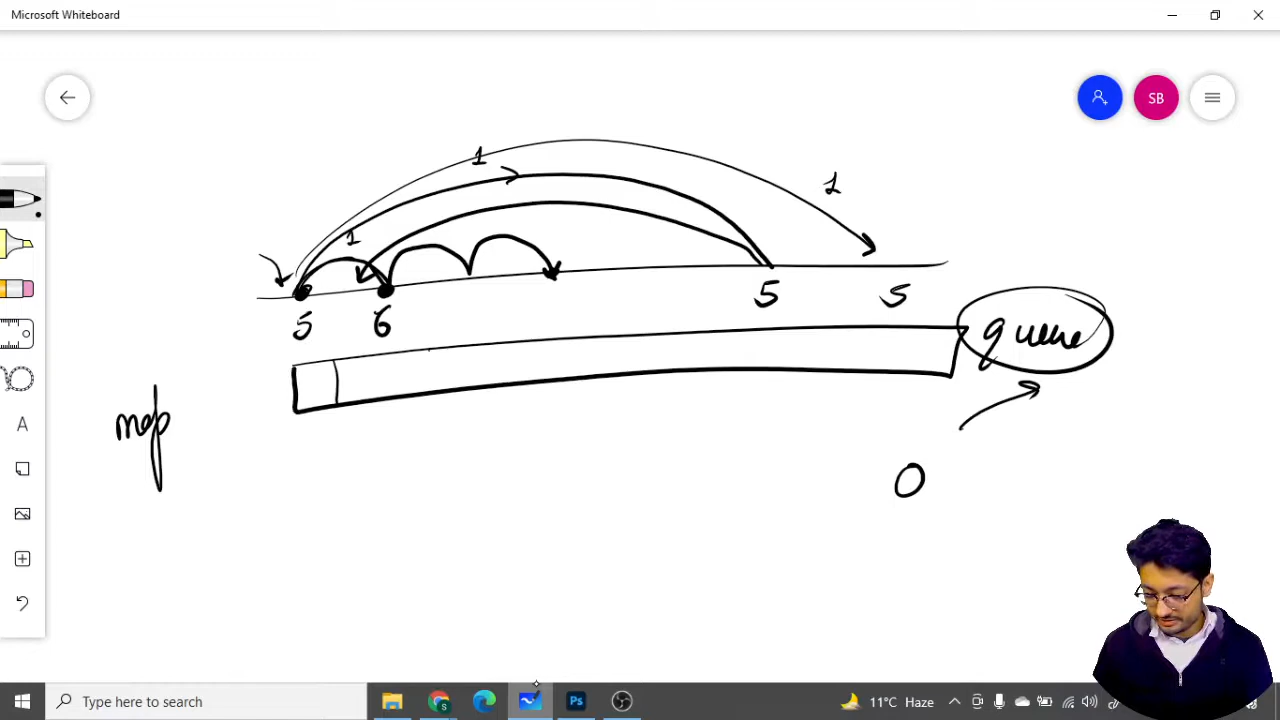 Microsoft Whiteboard
SB
1
1
1
5
6
5
5
queue
map
0
A
Type here to search
Ps
11°C Haze